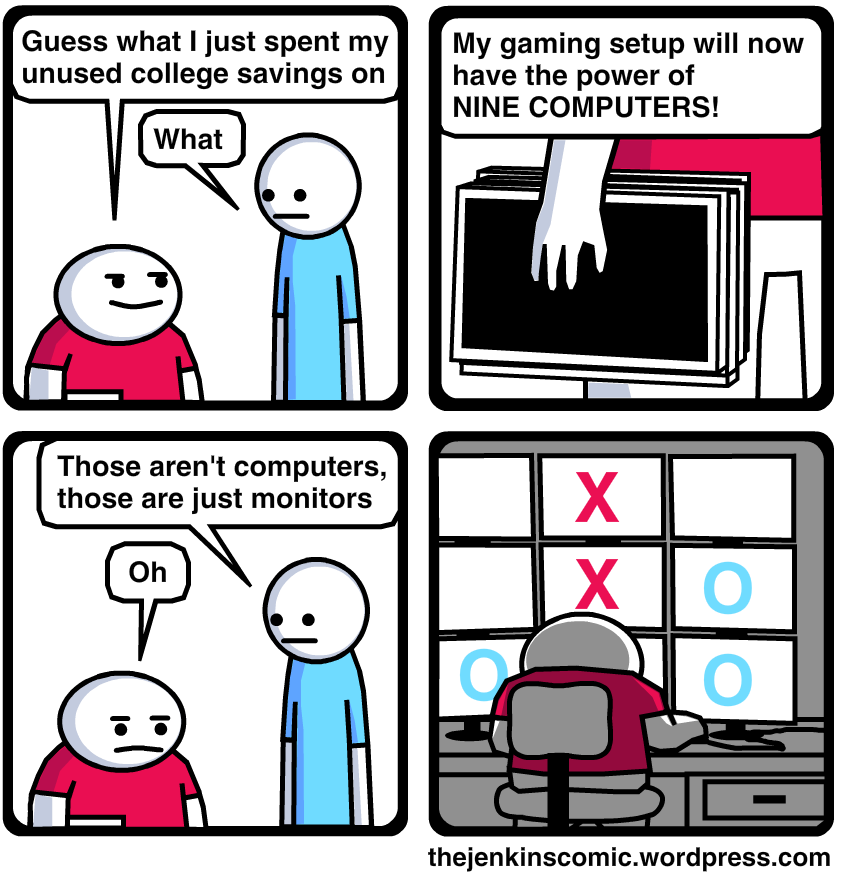 Guess what I just spent my
unused college savings on
What
My gaming setup will now
have the power of
NINE COMPUTERS!
Those aren't computers,
those are just monitors
Oh
X
X
O
O
O
thejenkinscomic.wordpress.com